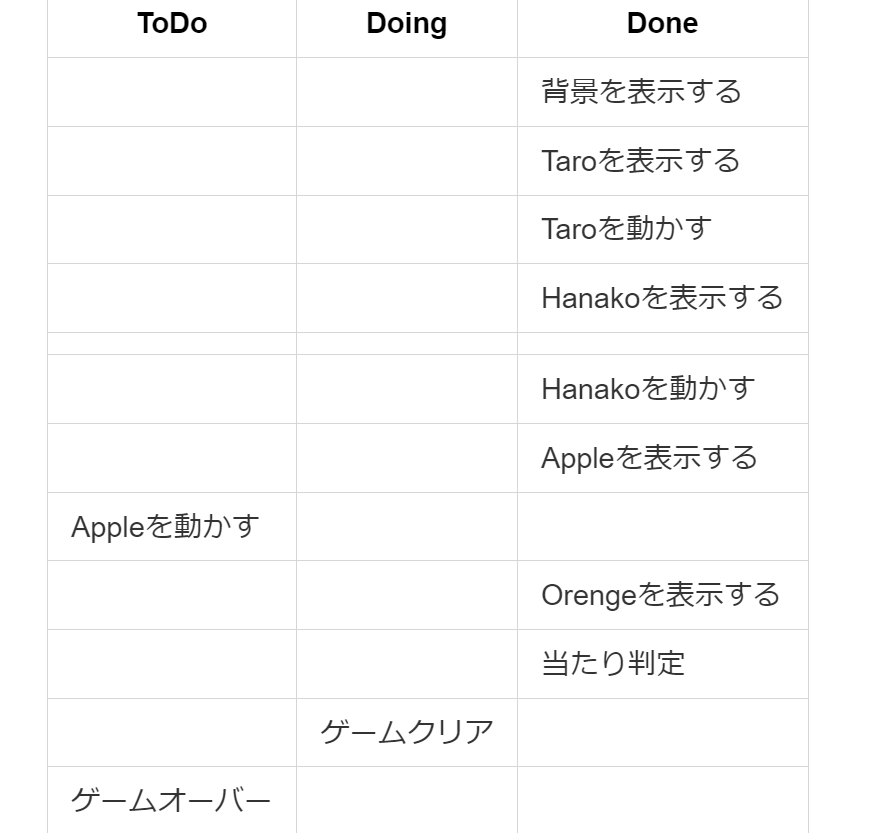 ToDo Doing Done
背景を表示する
Taroを表示する
Taroを動かす
Hanakoを表示する
Hanakoを動かす
Appleを表示する
Appleを動かす
Orengeを表示する
当たり判定
ゲームクリア
ゲームオーバー